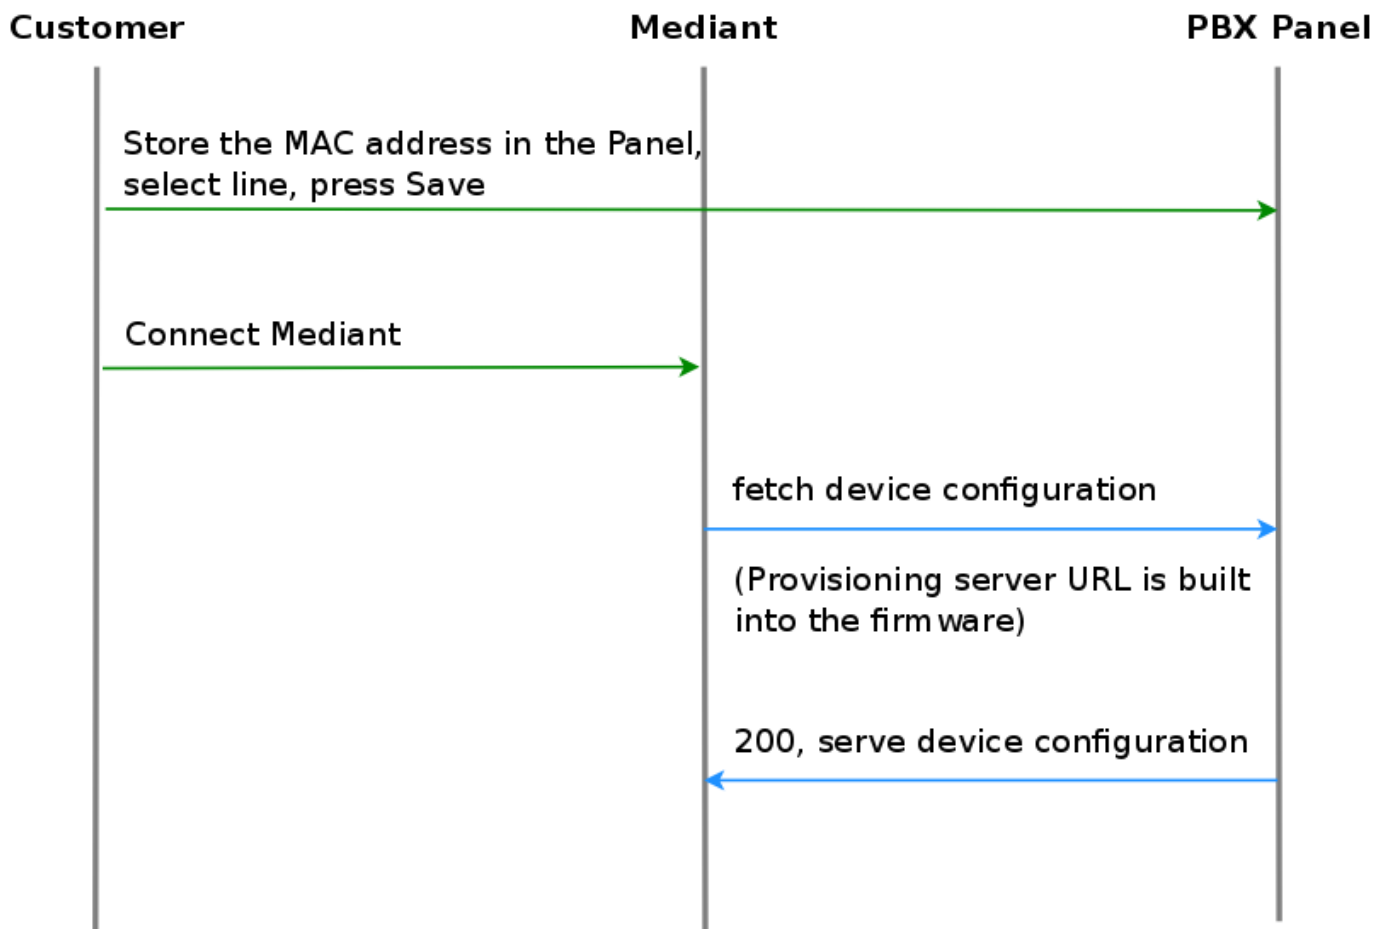 Customer Mediant PBX Panel
Store the MAC address in the Panel,
select line, press Save
Connect Mediant
fetch device configuration
(Provisioning server URL is built
into the firmware)
200, serve device configuration